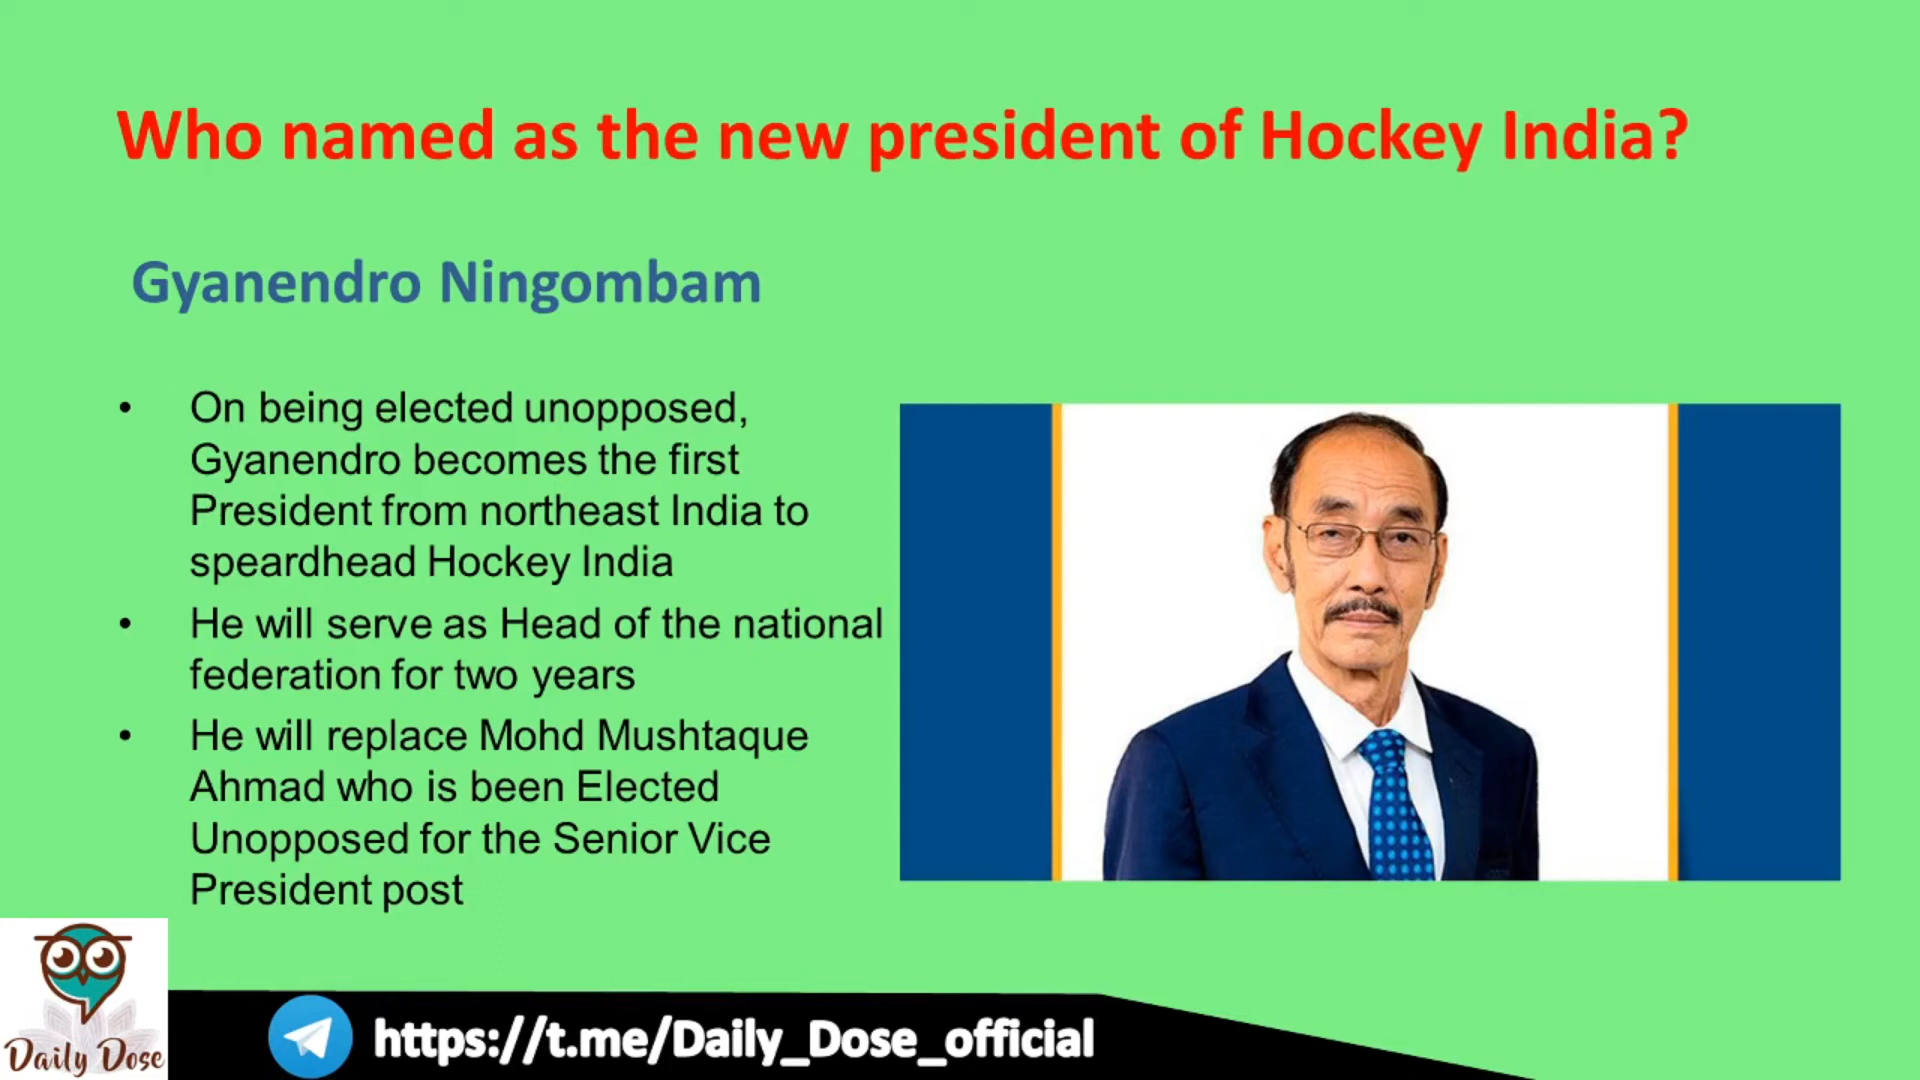 Who named as the new president of Hockey India?
Gyanendro Ningombam
• On being elected unopposed,
Gyanendro becomes the first
President from northeast India to
speardhead Hockey India
• He will serve as Head of the national
federation for two years
• He will replace Mohd Mushtaque
Ahmad who is been Elected
Unopposed for the Senior Vice
President post
Daily Dose
https://t.me/Daily_Dose_official